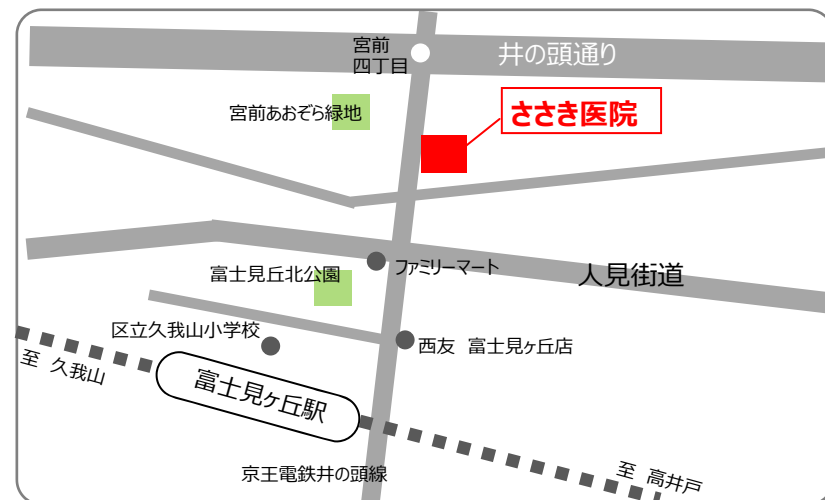 宮前
四丁目
井の頭通り
宮前あおぞら緑地
ささき医院
富士見丘北公園
ファミリーマート
人見街道
区立久我山小学校
西友 富士見ヶ丘店
至 久我山
富士見ヶ丘駅
京王電鉄井の頭線
至 高井戸